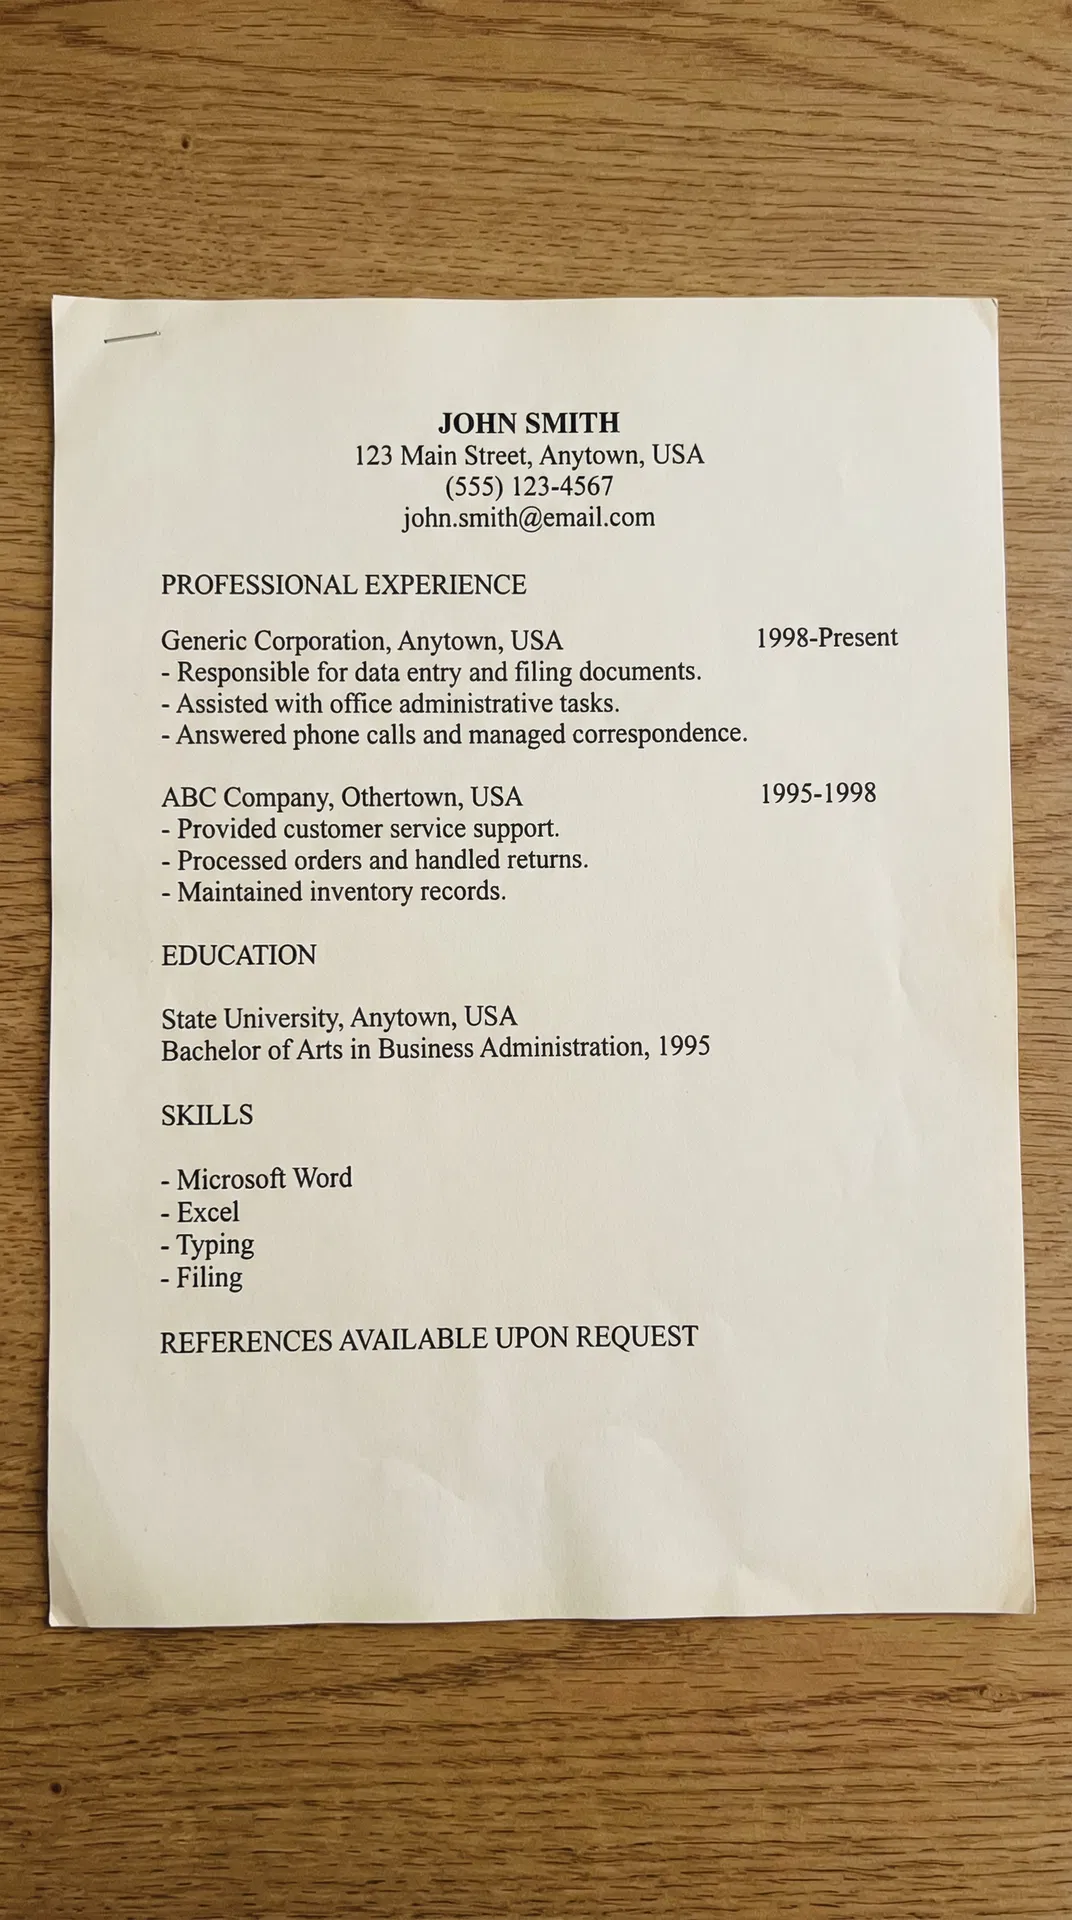 JOHN SMITH
123 Main Street, Anytown, USA
(555) 123-4567
john.smith@email.com
PROFESSIONAL EXPERIENCE
Generic Corporation, Anytown, USA 1998-Present
- Responsible for data entry and filing documents.
- Assisted with office administrative tasks.
- Answered phone calls and managed correspondence.
ABC Company, Othertown, USA 1995-1998
- Provided customer service support.
- Processed orders and handled returns.
- Maintained inventory records.
EDUCATION
State University, Anytown, USA
Bachelor of Arts in Business Administration, 1995
SKILLS
- Microsoft Word
- Excel
- Typing
- Filing
REFERENCES AVAILABLE UPON REQUEST